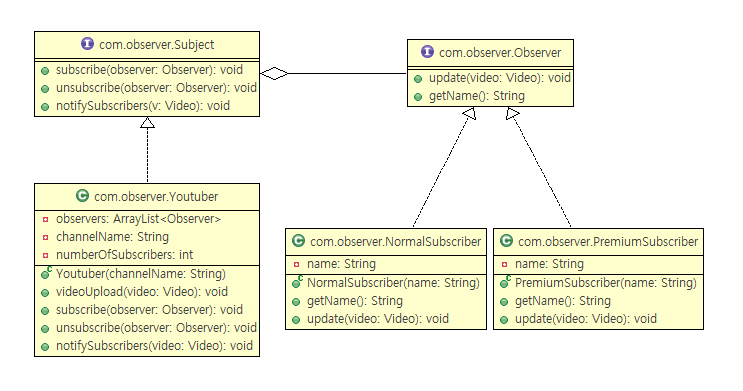 com.observer.Subject
subscribe(observer: Observer): void
unsubscribe(observer: Observer): void
notifySubscribers(v: Video): void
com.observer.Observer
update(video: Video): void
getName(): String
com.observer.Youtuber
observers: ArrayList<Observer>
channelName: String
numberOfSubscribers: int
Youtuber(channelName: String)
videoUpload(video: Video): void
subscribe(observer: Observer): void
unsubscribe(observer: Observer): void
notifySubscribers(video: Video): void
com.observer.NormalSubscriber
name: String
NormalSubscriber(name: String)
getName(): String
update(video: Video): void
com.observer.PremiumSubscriber
name: String
PremiumSubscriber(name: String)
getName(): String
update(video: Video): void